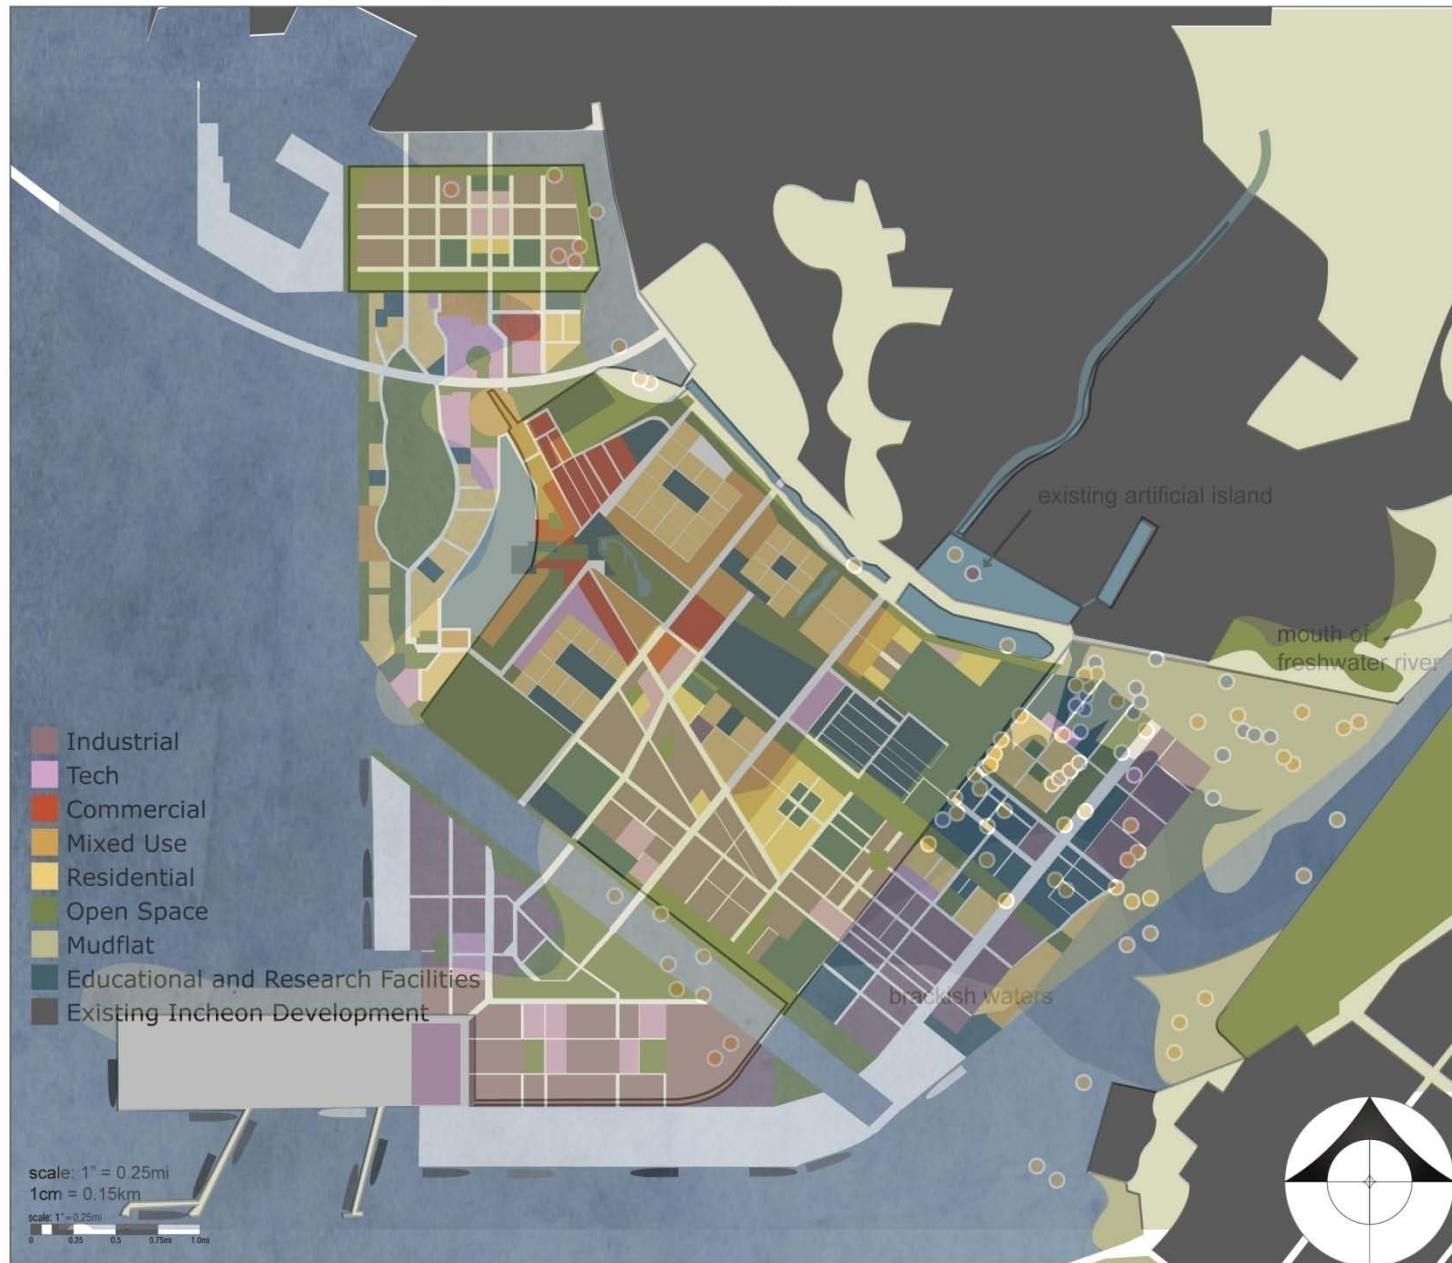 existing artificial island
mouth of
freshwater river
Industrial
Tech
Commercial
Mixed Use
Residential
Open Space
Mudflat
Educational and Research Facilities
Existing Incheon Development
brackish waters
scale: 1" = 0.25mi
1cm = 0.15km
scale: 1" = 0.25mi
0 0.25 0.5 0.75mi 1.0mi